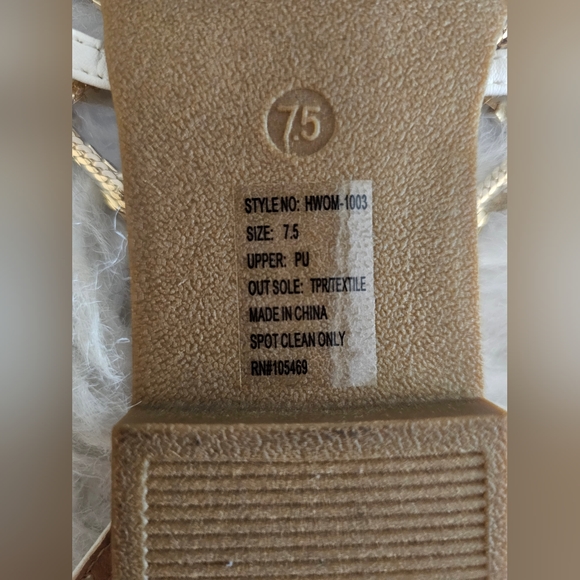 7.5
STYLE NO: HWOM-1003
SIZE: 7.5
UPPER: PU
OUT SOLE: TPR/TEXTILE
MADE IN CHINA
SPOT CLEAN ONLY
RN#105469